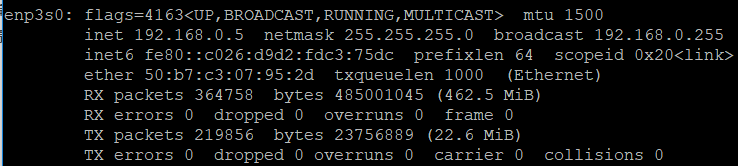 enp3s0: flags=4163<UP,BROADCAST,RUNNING,MULTICAST>  mtu 1500
inet 192.168.0.5  netmask 255.255.255.0  broadcast 192.168.0.255
inet6 fe80::c026:d9d2:fdc3:75dc  prefixlen 64  scopeid 0x20<link>
ether 50:b7:c3:07:95:2d  txqueuelen 1000  (Ethernet)
RX packets 364758  bytes 485001045 (462.5 MiB)
RX errors 0  dropped 0  overruns 0  frame 0
TX packets 219856  bytes 23756889 (22.6 MiB)
TX errors 0  dropped 0 overruns 0  carrier 0  collisions 0